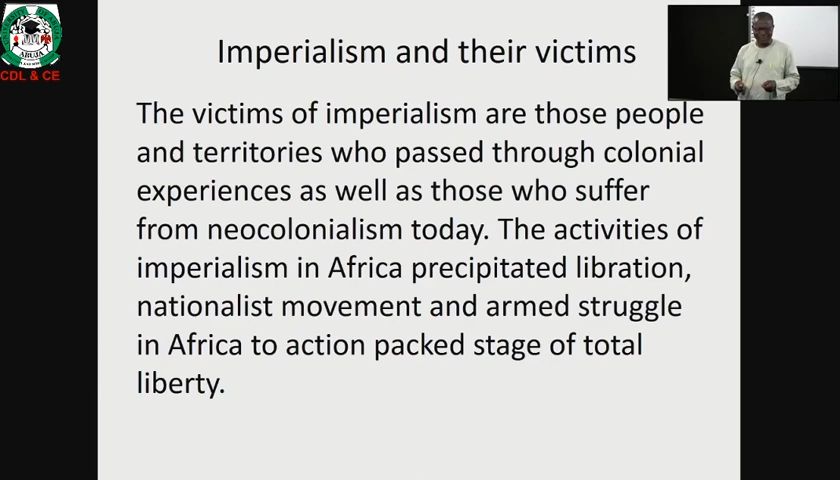 ABUJA
CDL & CE
Imperialism and their victims
The victims of imperialism are those people
and territories who passed through colonial
experiences as well as those who suffer
from neocolonialism today. The activities of
imperialism in Africa precipitated libration,
nationalist movement and armed struggle
in Africa to action packed stage of total
liberty.